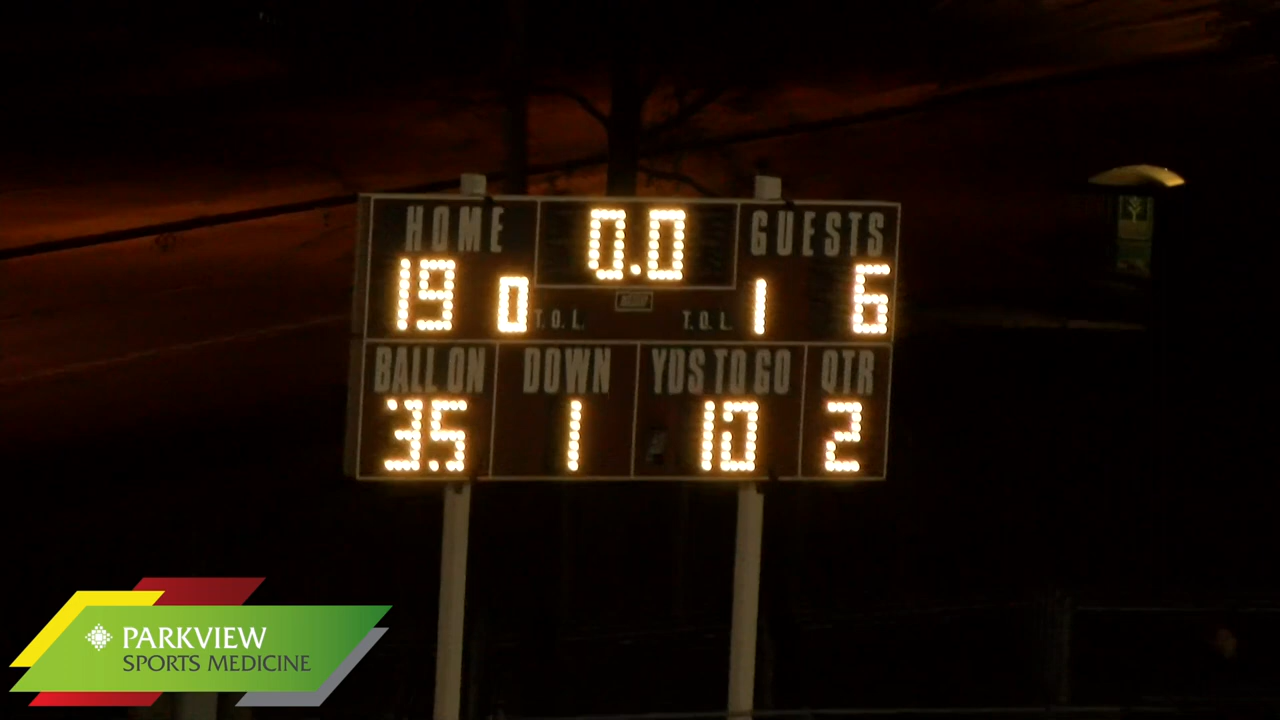 HOME 0.0 GUESTS
19 0 T.O.L. T.O.L. 1 6
BALL ON DOWN YDS TO GO QTR
35 1 10 2
PARKVIEW
SPORTS MEDICINE